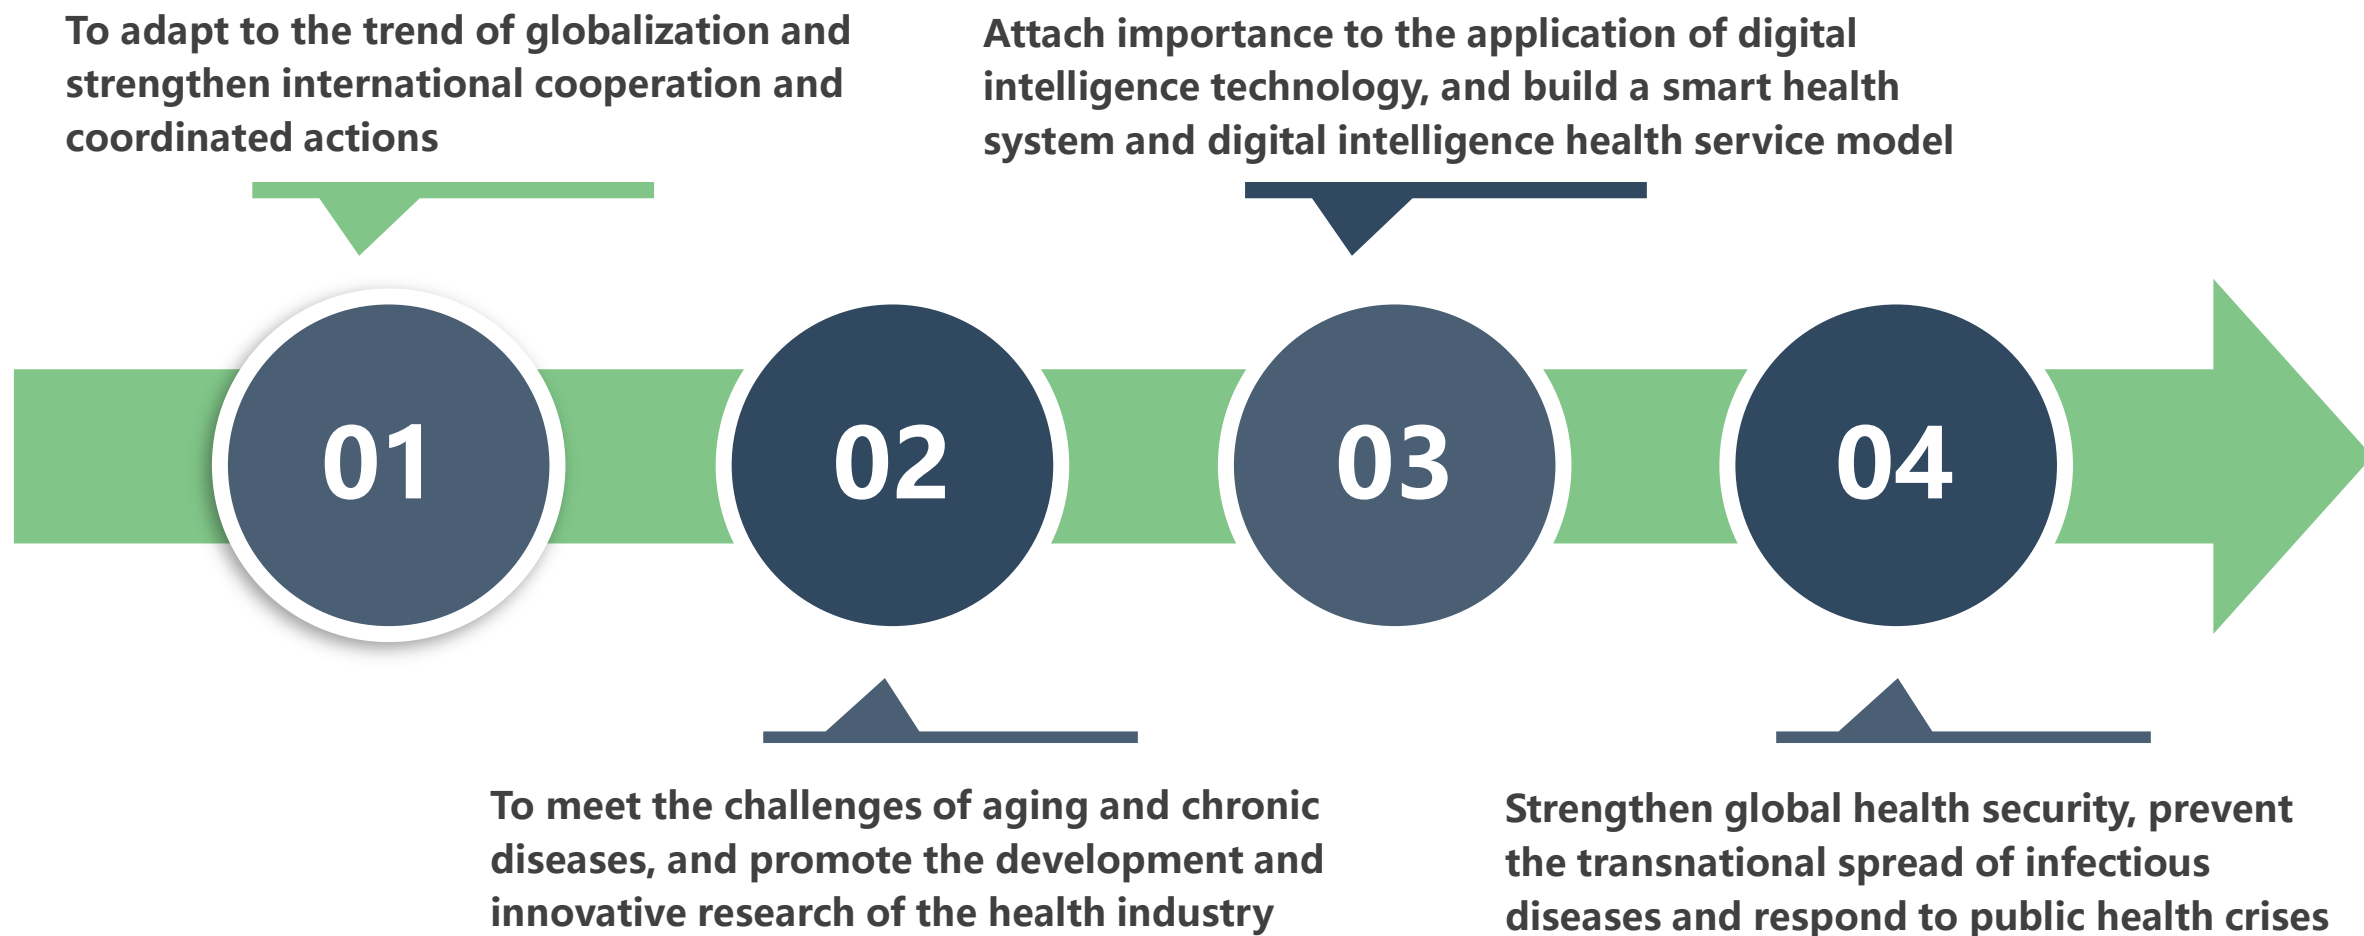 To adapt to the trend of globalization and
strengthen international cooperation and
coordinated actions
Attach importance to the application of digital
intelligence technology, and build a smart health
system and digital intelligence health service model
01
02
03
04
To meet the challenges of aging and chronic
diseases, and promote the development and
innovative research of the health industry
Strengthen global health security, prevent
the transnational spread of infectious
diseases and respond to public health crises